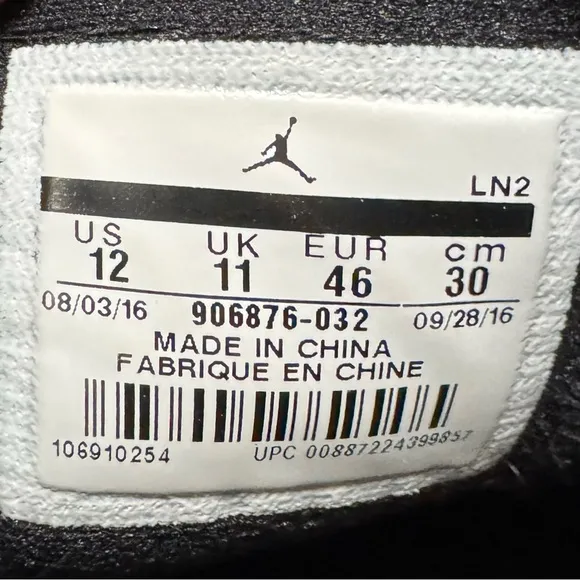 LN2
US UK EUR cm
12 11 46 30
08/03/16 906876-032 09/28/16
MADE IN CHINA
FABRIQUE EN CHINE
106910254 UPC 00887224399857